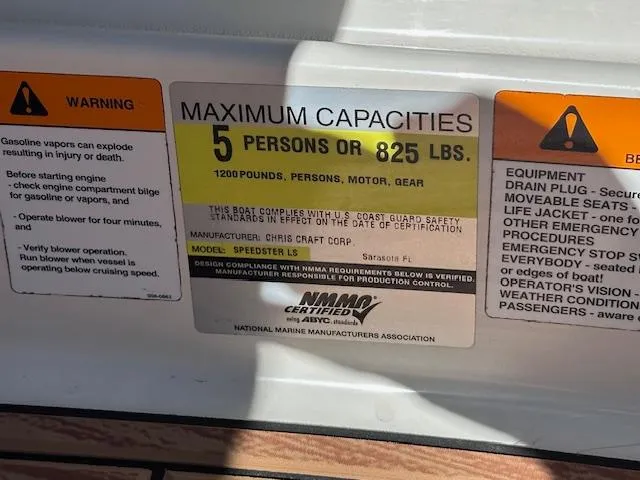 WARNING
Gasoline vapors can explode
resulting in injury or death.
Before starting engine
- check engine compartment bilge
for gasoline or vapors, and
- Operate blower for four minutes,
and
- Verify blower operation.
Run blower when vessel is
operating below cruising speed.
MAXIMUM CAPACITIES
5 PERSONS OR 825 LBS.
1200 POUNDS, PERSONS, MOTOR, GEAR
THIS BOAT COMPLIES WITH U.S. COAST GUARD SAFETY
STANDARDS IN EFFECT ON THE DATE OF CERTIFICATION
MANUFACTURER: CHRIS CRAFT CORP.
MODEL: SPEEDSTER LS Sarasota FL
DESIGN COMPLIANCE WITH NMMA REQUIREMENTS BELOW IS VERIFIED.
MANUFACTURER RESPONSIBLE FOR PRODUCTION CONTROL.
NMMA
CERTIFIED
using ABYC. standards
NATIONAL MARINE MANUFACTURERS ASSOCIATION
BE
EQUIPMENT
DRAIN PLUG - Secure
MOVEABLE SEATS -
LIFE JACKET - one fo
OTHER EMERGENCY
PROCEDURES
EMERGENCY STOP S
EVERYBODY - seated
or edges of boat!
OPERATOR'S VISION -
WEATHER CONDITION
PASSENGERS - aware